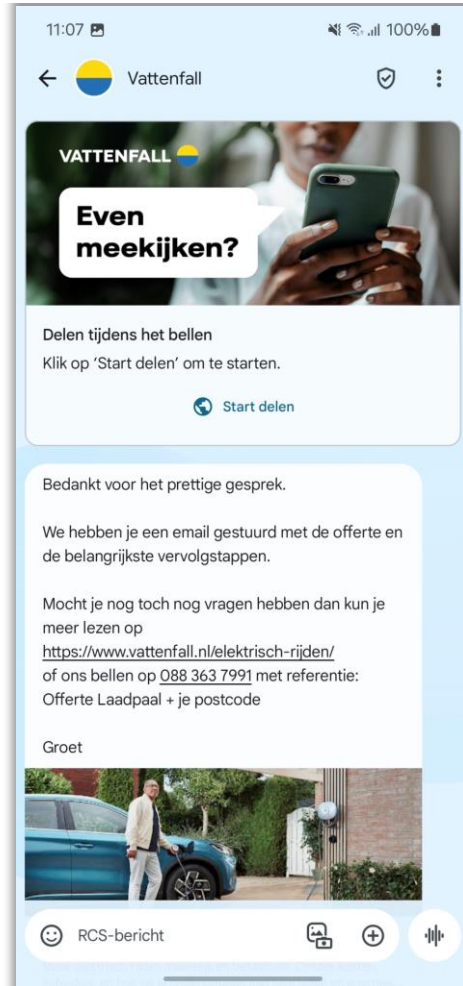 11:07
100%
Vattenfall
VATTENFALL
Even
meekijken?
Delen tijdens het bellen
Klik op ‘Start delen’ om te starten.
Start delen
Bedankt voor het prettige gesprek.
We hebben je een email gestuurd met de offerte en
de belangrijkste vervolgstappen.
Mocht je nog toch nog vragen hebben dan kun je
meer lezen op
https://www.vattenfall.nl/elektrisch-rijden/
of ons bellen op 088 363 7991 met referentie:
Offerte Laadpaal + je postcode
Groet
RCS-bericht